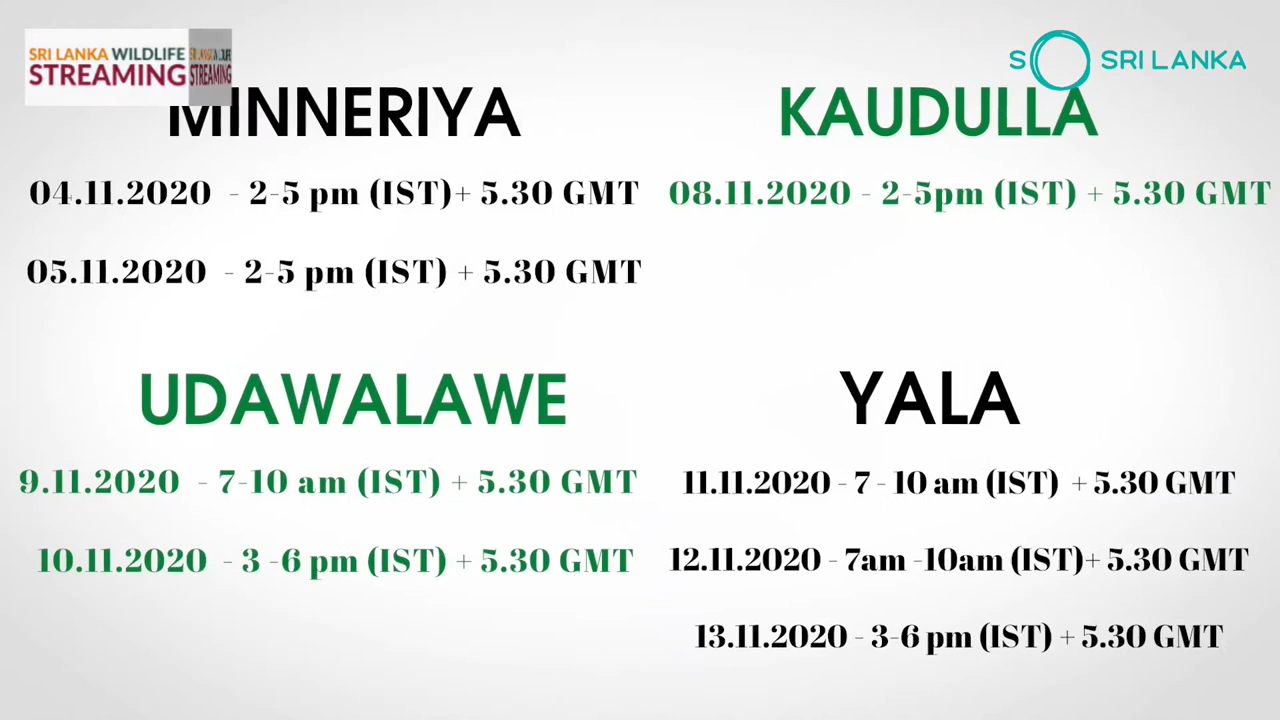 SRI LANKA WILDLIFE
STREAMING
SO SRI LANKA
MINNERIYA
04.11.2020 - 2-5 pm (IST)+ 5.30 GMT
05.11.2020 - 2-5 pm (IST) + 5.30 GMT
KAUDULLA
08.11.2020 - 2-5pm (IST) + 5.30 GMT
UDAWALAWE
9.11.2020 - 7-10 am (IST) + 5.30 GMT
10.11.2020 - 3 -6 pm (IST) + 5.30 GMT
YALA
11.11.2020 - 7 - 10 am (IST) + 5.30 GMT
12.11.2020 - 7am -10am (IST)+ 5.30 GMT
13.11.2020 - 3-6 pm (IST) + 5.30 GMT